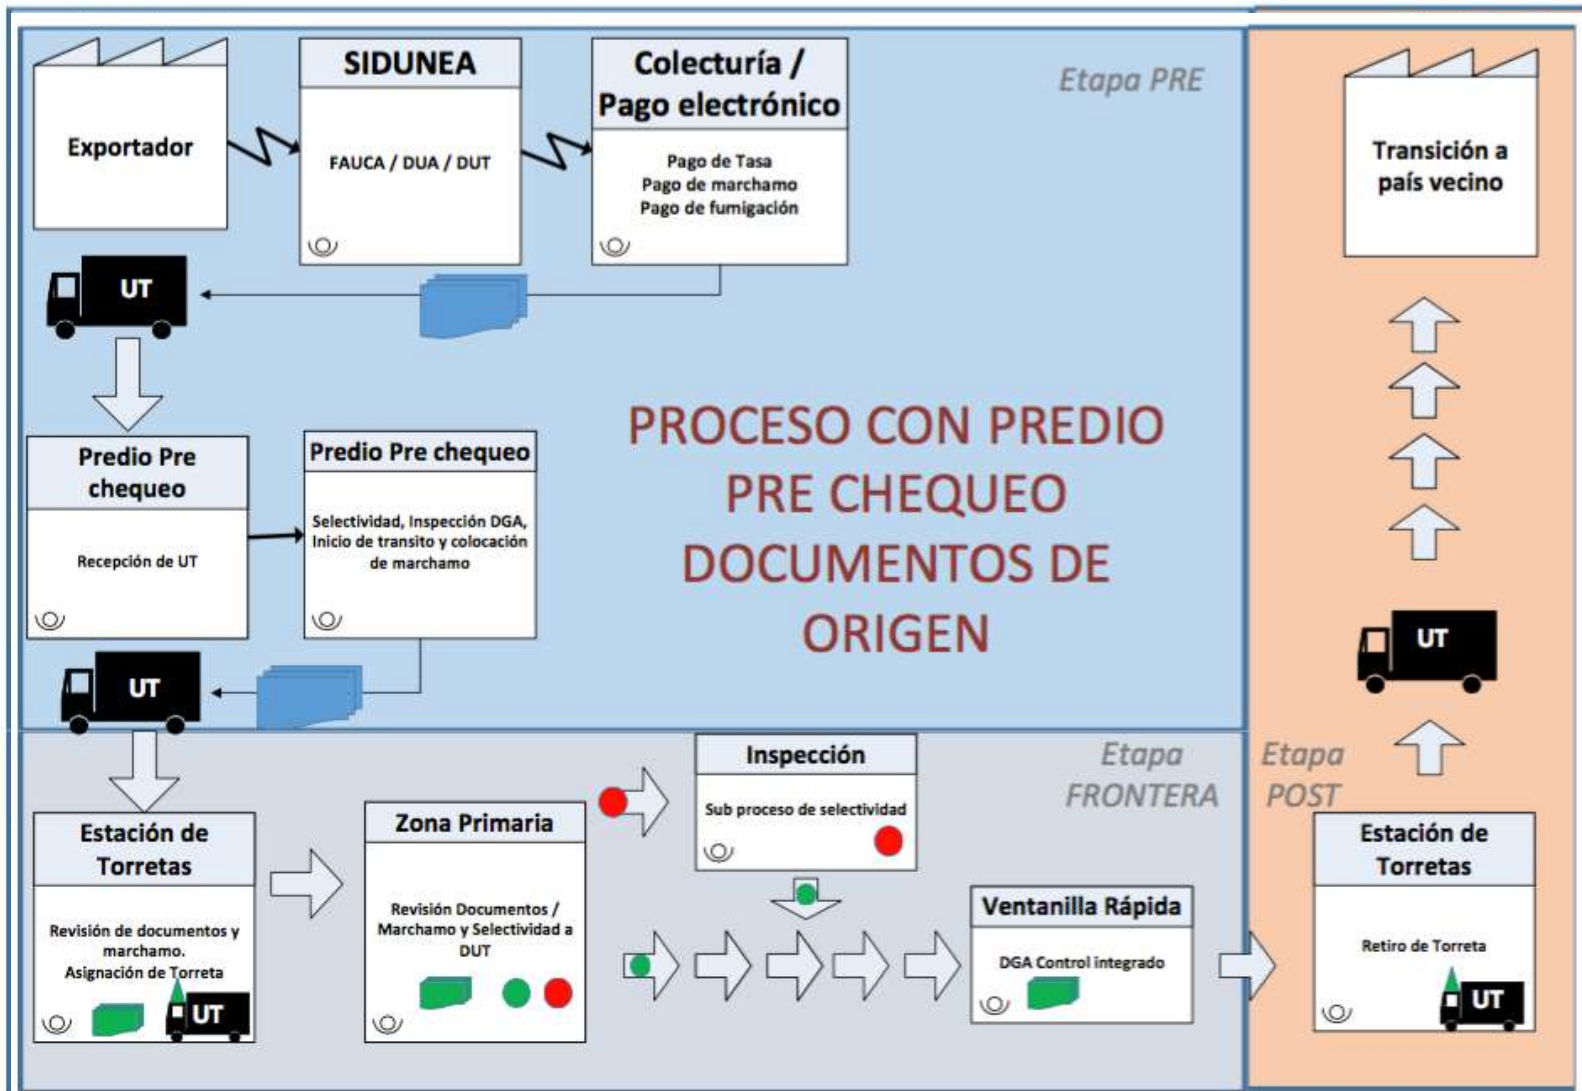 Etapa PRE
Exportador
SIDUNEA
FAUCA / DUA / DUT
Colecturía /
Pago electrónico
Pago de Tasa
Pago de marchamo
Pago de fumigación
UT
Predio Pre
chequeo
Recepción de UT
Predio Pre chequeo
Selectividad, Inspección DGA,
Inicio de transito y colocación
de marchamo
UT
PROCESO CON PREDIO
PRE CHEQUEO
DOCUMENTOS DE
ORIGEN
Etapa
FRONTERA
Estación de
Torretas
Revisión de documentos y
marchamo.
Asignación de Torreta
UT
Zona Primaria
Revisión Documentos /
Marchamo y Selectividad a
DUT
Inspección
Sub proceso de selectividad
Ventanilla Rápida
DGA Control integrado
Etapa
POST
Estación de
Torretas
Retiro de Torreta
UT
UT
Transición a
país vecino